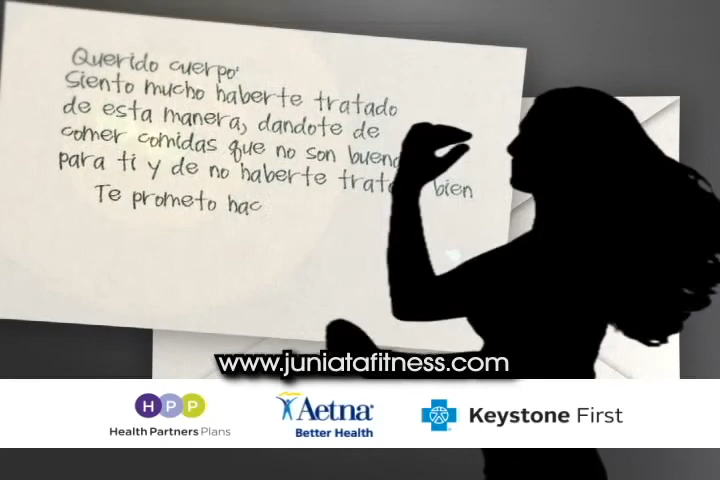 Querido cuerpo:
Siento mucho haberte tratado
de esta manera, dandote de
comer comidas que no son buen
para ti y de no haberte trat bien
Te prometo hac
www.juniatafitness.com
HPP
Health Partners Plans
Aetna®
Better Health
Keystone First